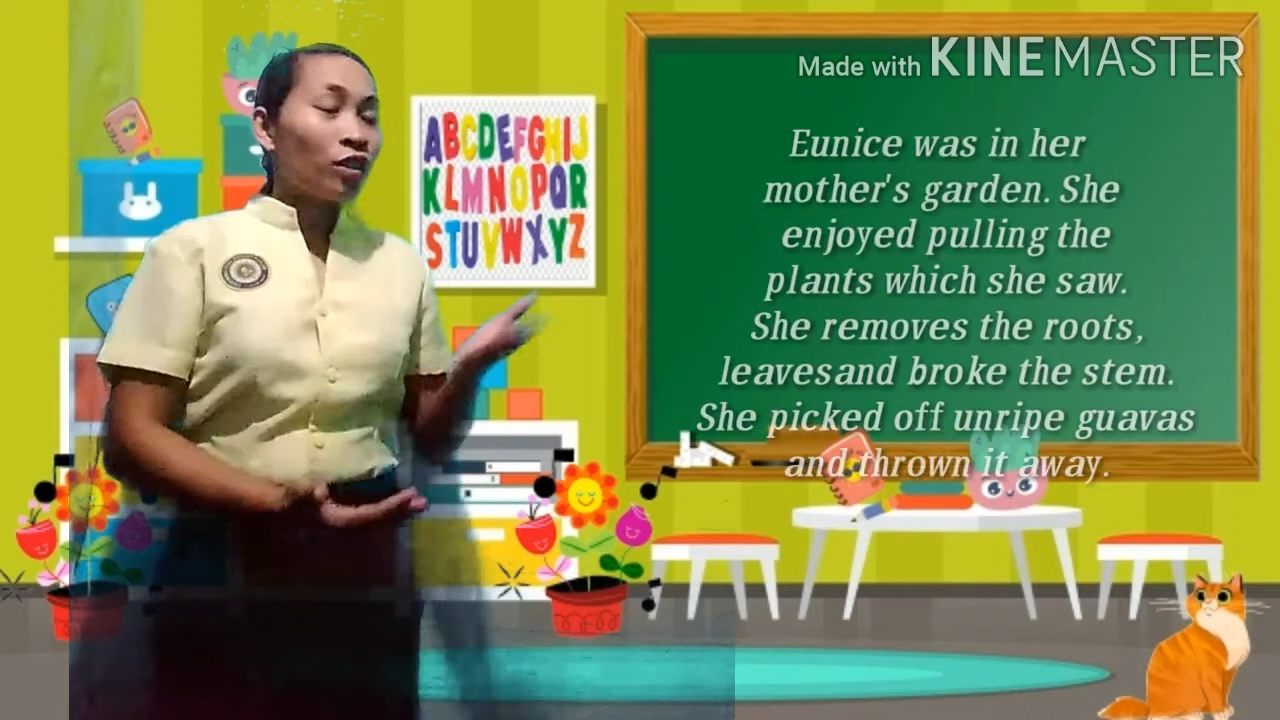 Made with KINEMASTER
ABCDEFGHIJ
KLMNOPQR
STUVWXYZ
Eunice was in her
mother's garden. She
enjoyed pulling the
plants which she saw.
She removes the roots,
leavesand broke the stem.
She picked off unripe guavas
and thrown it away.